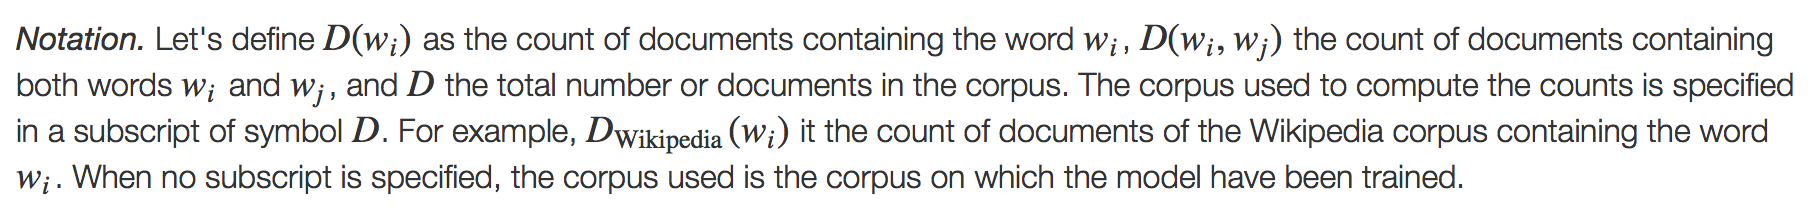 Notation. Let's define D(wᵢ) as the count of documents containing the word wᵢ, D(wᵢ, wⱼ) the count of documents containing
both words wᵢ and wⱼ, and D the total number or documents in the corpus. The corpus used to compute the counts is specified
in a subscript of symbol D. For example, D_Wikipedia (wᵢ) it the count of documents of the Wikipedia corpus containing the word
wᵢ. When no subscript is specified, the corpus used is the corpus on which the model have been trained.